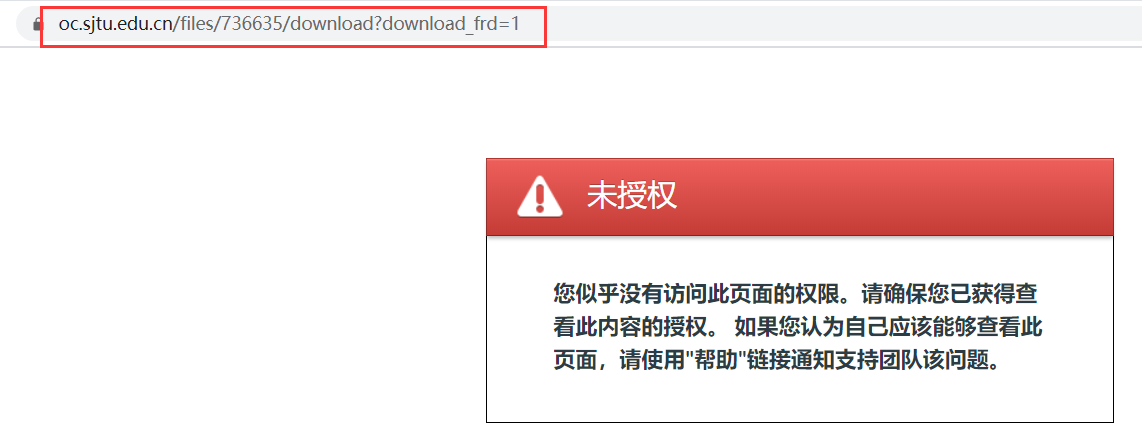 oc.sjtu.edu.cn/files/736635/download?download_frd=1
未授权
您似乎没有访问此页面的权限。请确保您已获得查
看此内容的授权。 如果您认为自己应该能够查看此
页面，请使用"帮助"链接通知支持团队该问题。